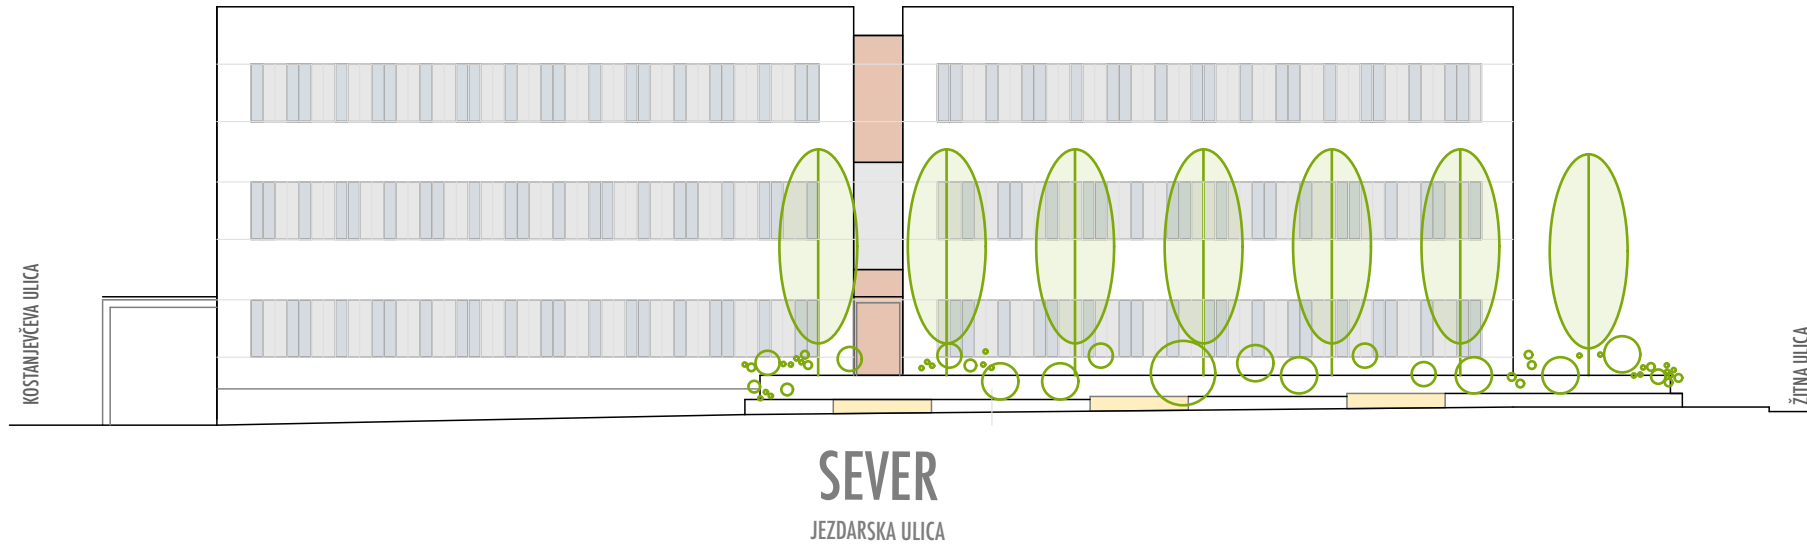 KOSTANJEVČEVA ULICA
ŽITNA ULICA
SEVER
JEZDARSKA ULICA